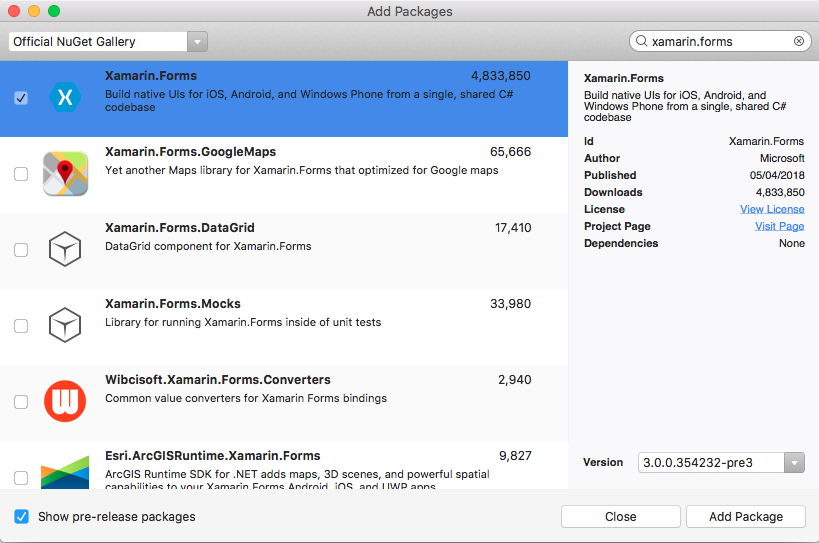 Add Packages
Official NuGet Gallery
xamarin.forms
Xamarin.Forms 4,833,850
Build native UIs for iOS, Android, and Windows Phone from a single, shared C#
codebase
Xamarin.Forms.GoogleMaps 65,666
Yet another Maps library for Xamarin.Forms that optimized for Google maps
Xamarin.Forms.DataGrid 17,410
DataGrid component for Xamarin.Forms
Xamarin.Forms.Mocks 33,980
Library for running Xamarin.Forms inside of unit tests
Wibcisoft.Xamarin.Forms.Converters 2,940
Common value converters for Xamarin Forms bindings
Esri.ArcGISRuntime.Xamarin.Forms 9,827
ArcGIS Runtime SDK for .NET adds maps, 3D scenes, and powerful spatial
capabilities to your Xamarin Forms Android, iOS, and UWP apps
Xamarin.Forms
Build native UIs for iOS, Android, and
Windows Phone from a single, shared C#
codebase
Id Xamarin.Forms
Author Microsoft
Published 05/04/2018
Downloads 4,833,850
License View License
Project Page Visit Page
Dependencies None
Version 3.0.0.354232-pre3
Show pre-release packages
Close
Add Package